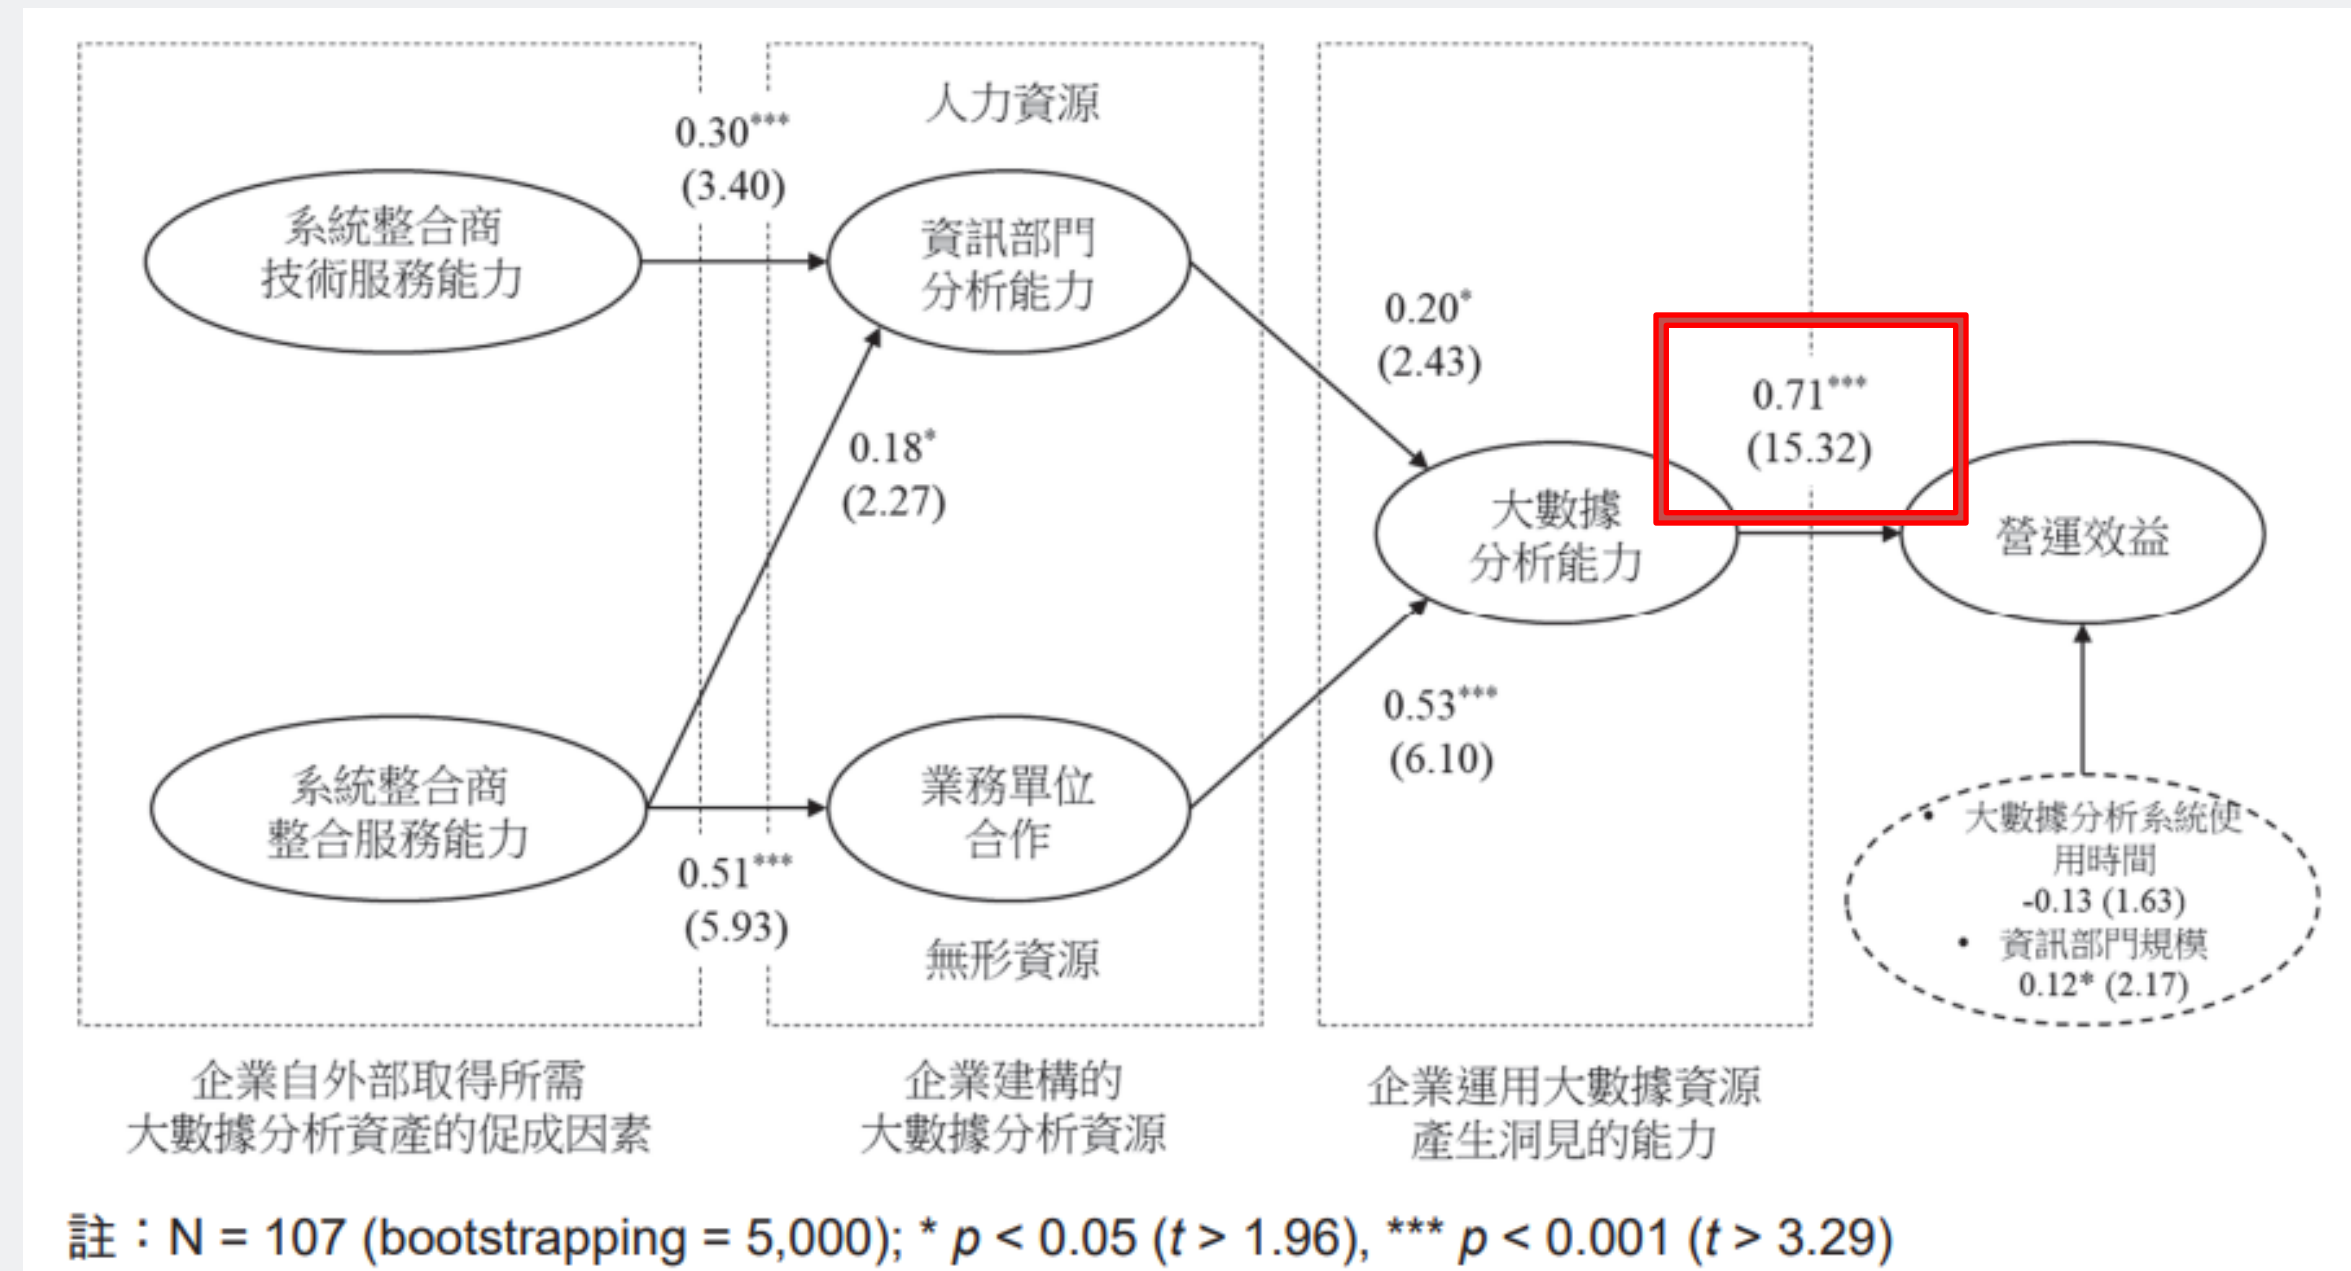 人力資源
0.30***
(3.40)
系統整合商
技術服務能力
資訊部門
分析能力
0.20*
(2.43)
0.71***
(15.32)
0.18*
(2.27)
大數據
分析能力
營運效益
0.53***
(6.10)
系統整合商
整合服務能力
業務單位
合作
0.51***
(5.93)
無形資源
• 大數據分析系統使
用時間
-0.13 (1.63)
• 資訊部門規模
0.12* (2.17)
企業自外部取得所需
大數據分析資產的促成因素
企業建構的
大數據分析資源
企業運用大數據資源
產生洞見的能力
註：N = 107 (bootstrapping = 5,000); * p < 0.05 (t > 1.96), *** p < 0.001 (t > 3.29)